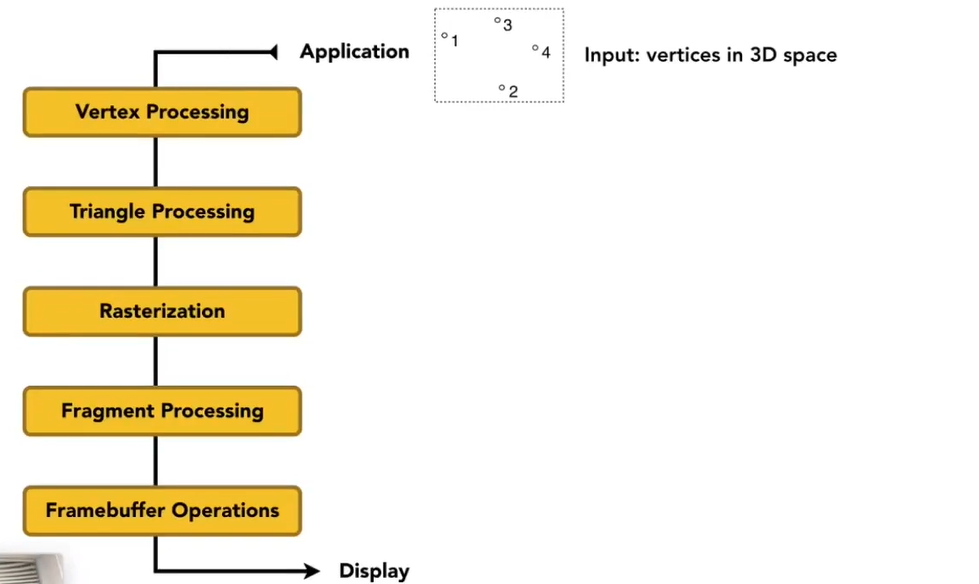 Application
°1
°3
°4
°2
Input: vertices in 3D space
Vertex Processing
Triangle Processing
Rasterization
Fragment Processing
Framebuffer Operations
Display